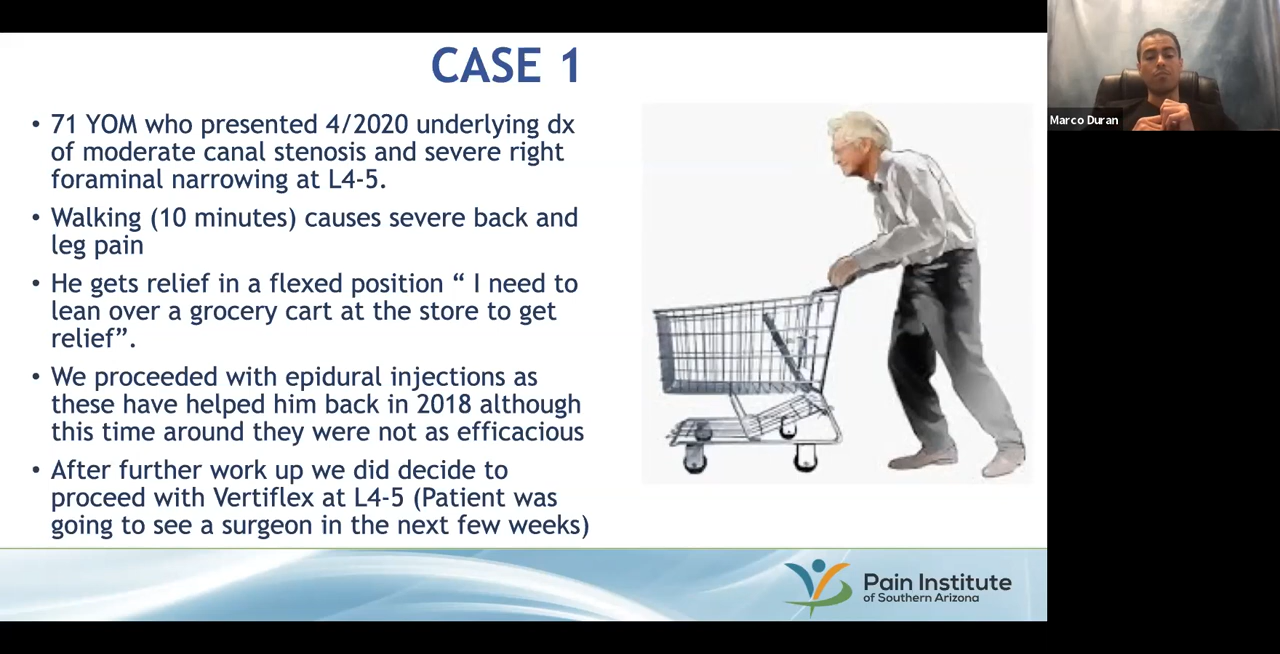 CASE 1
• 71 YOM who presented 4/2020 underlying dx
of moderate canal stenosis and severe right
foraminal narrowing at L4-5.
• Walking (10 minutes) causes severe back and
leg pain
• He gets relief in a flexed position “ I need to
lean over a grocery cart at the store to get
relief”.
• We proceeded with epidural injections as
these have helped him back in 2018 although
this time around they were not as efficacious
• After further work up we did decide to
proceed with Vertiflex at L4-5 (Patient was
going to see a surgeon in the next few weeks)
Pain Institute
of Southern Arizona
Marco Duran